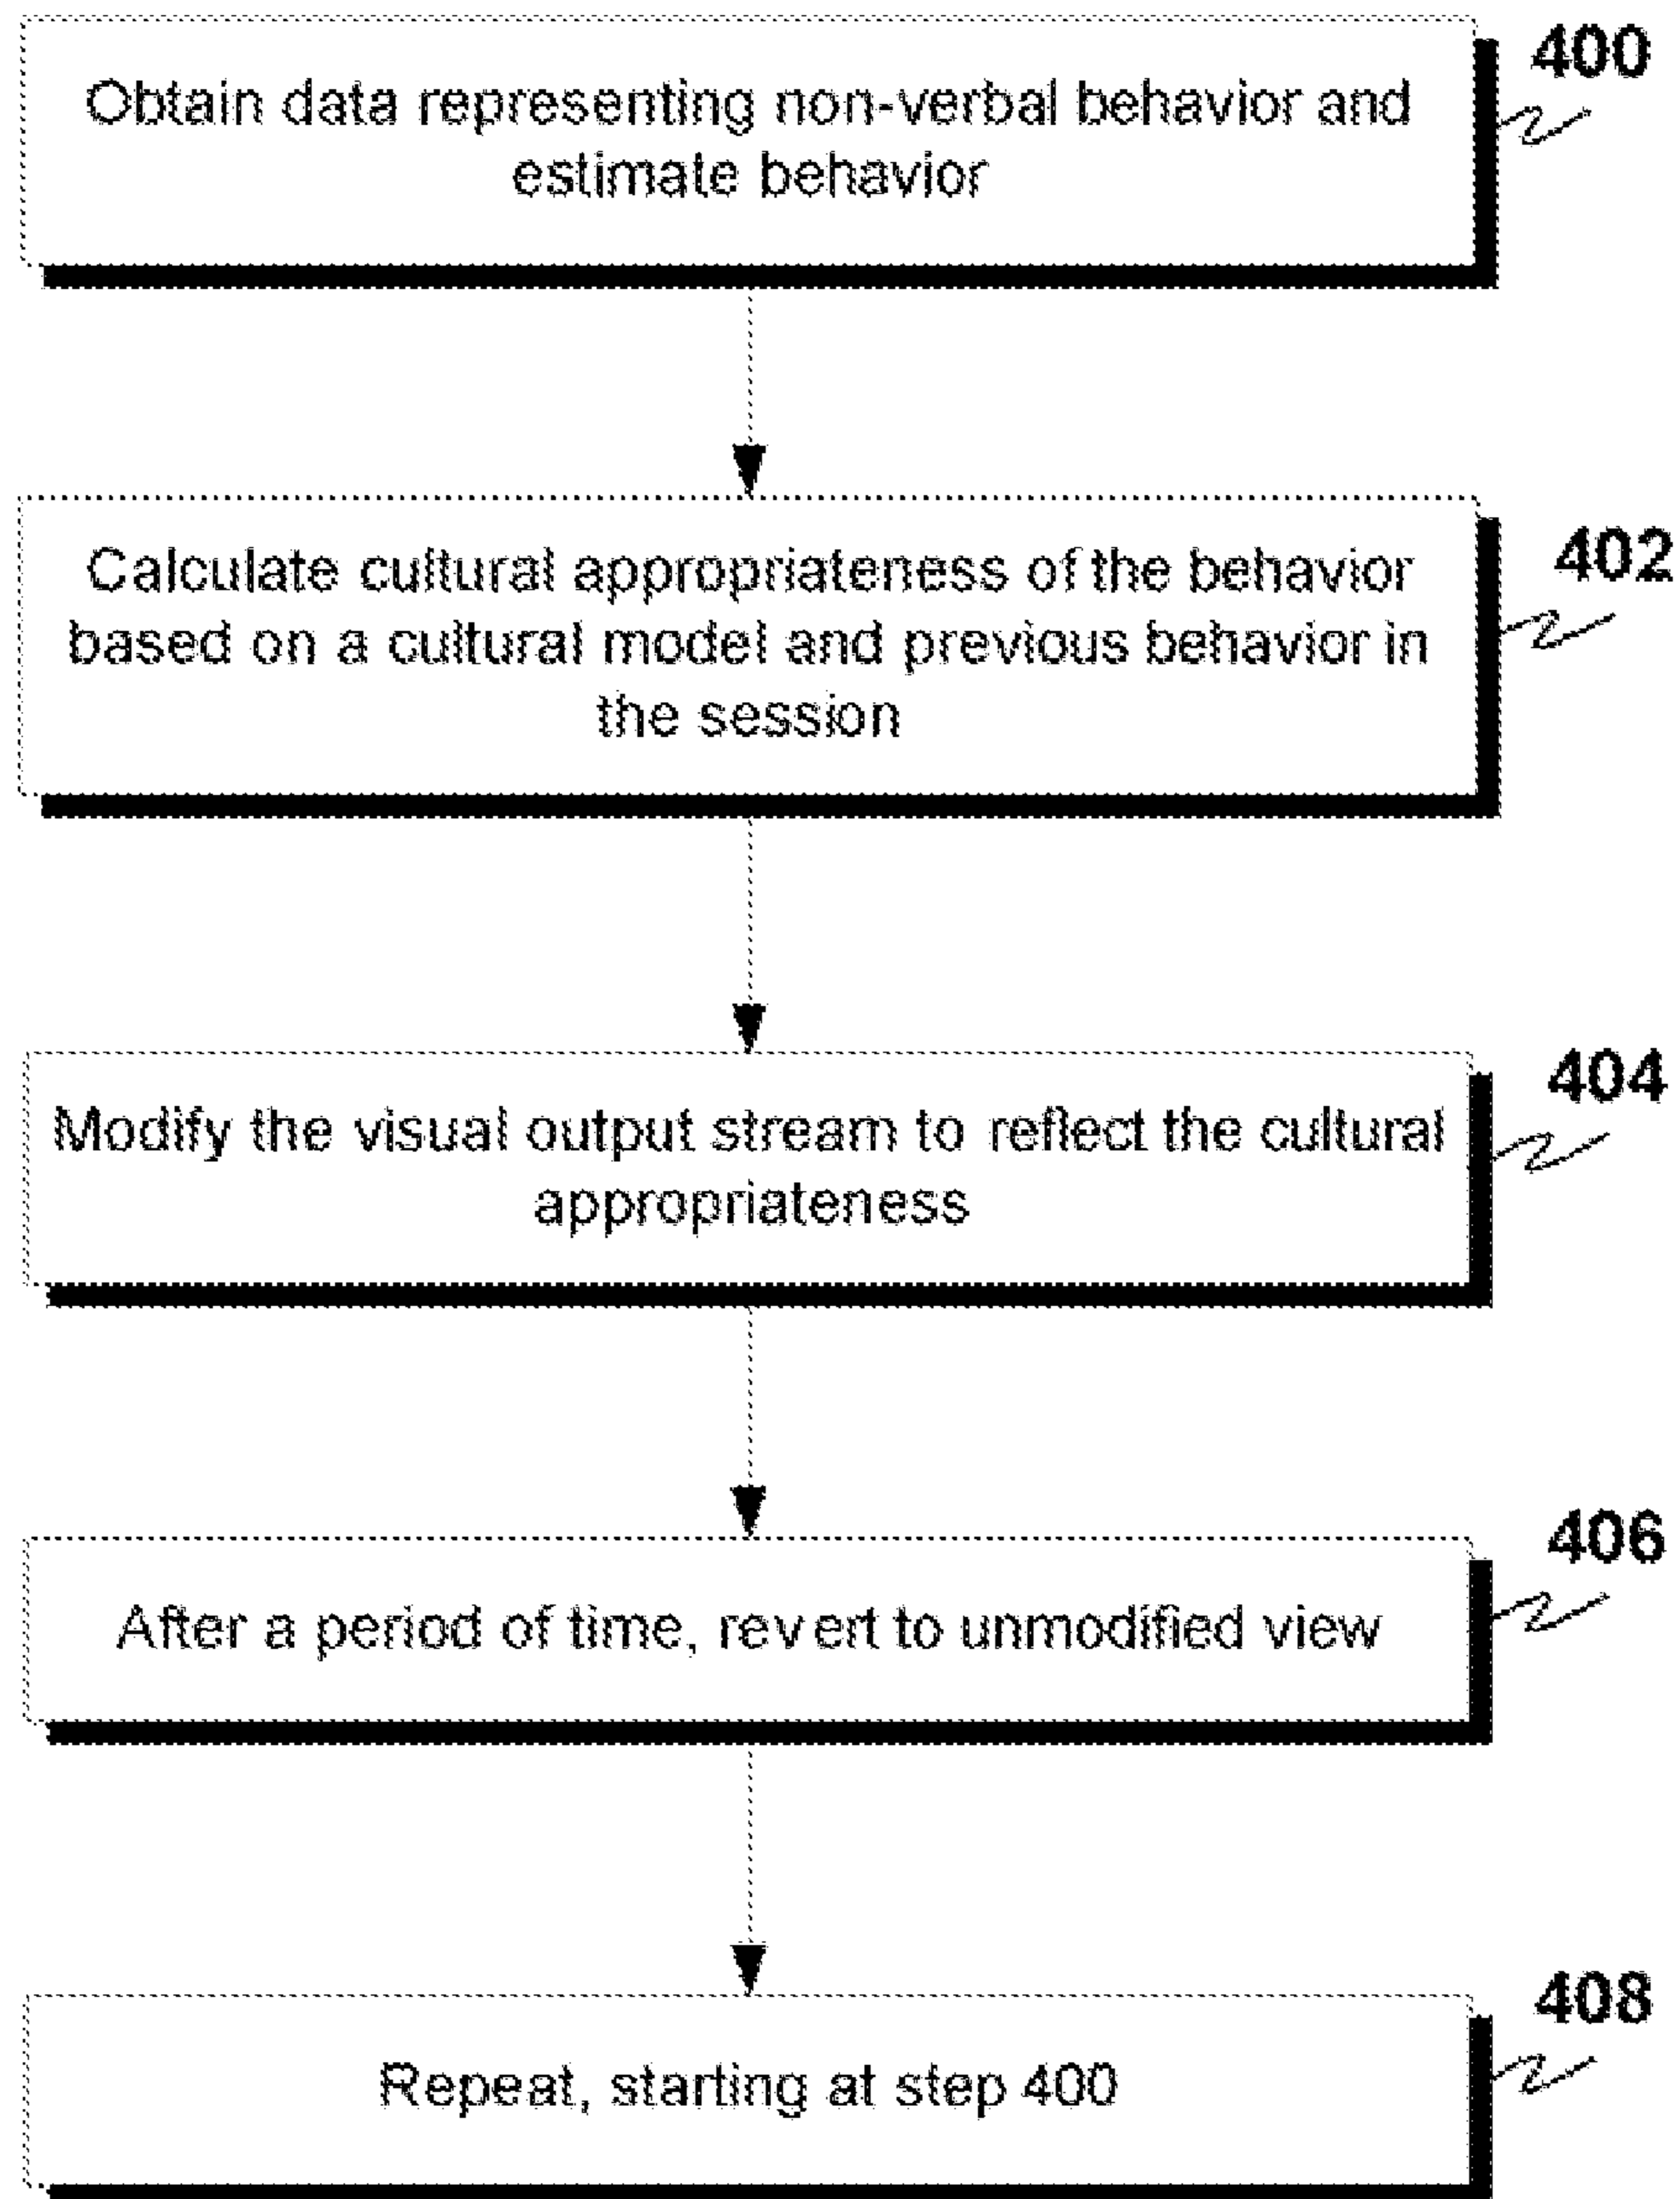 400
Obtain data representing non-verbal behavior and
estimate behavior
402
Calculate cultural appropriateness of the behavior
based on a cultural model and previous behavior in
the session
404
Modify the visual output stream to reflect the cultural
appropriateness
406
After a period of time, revert to unmodified view
408
Repeat, starting at step 400